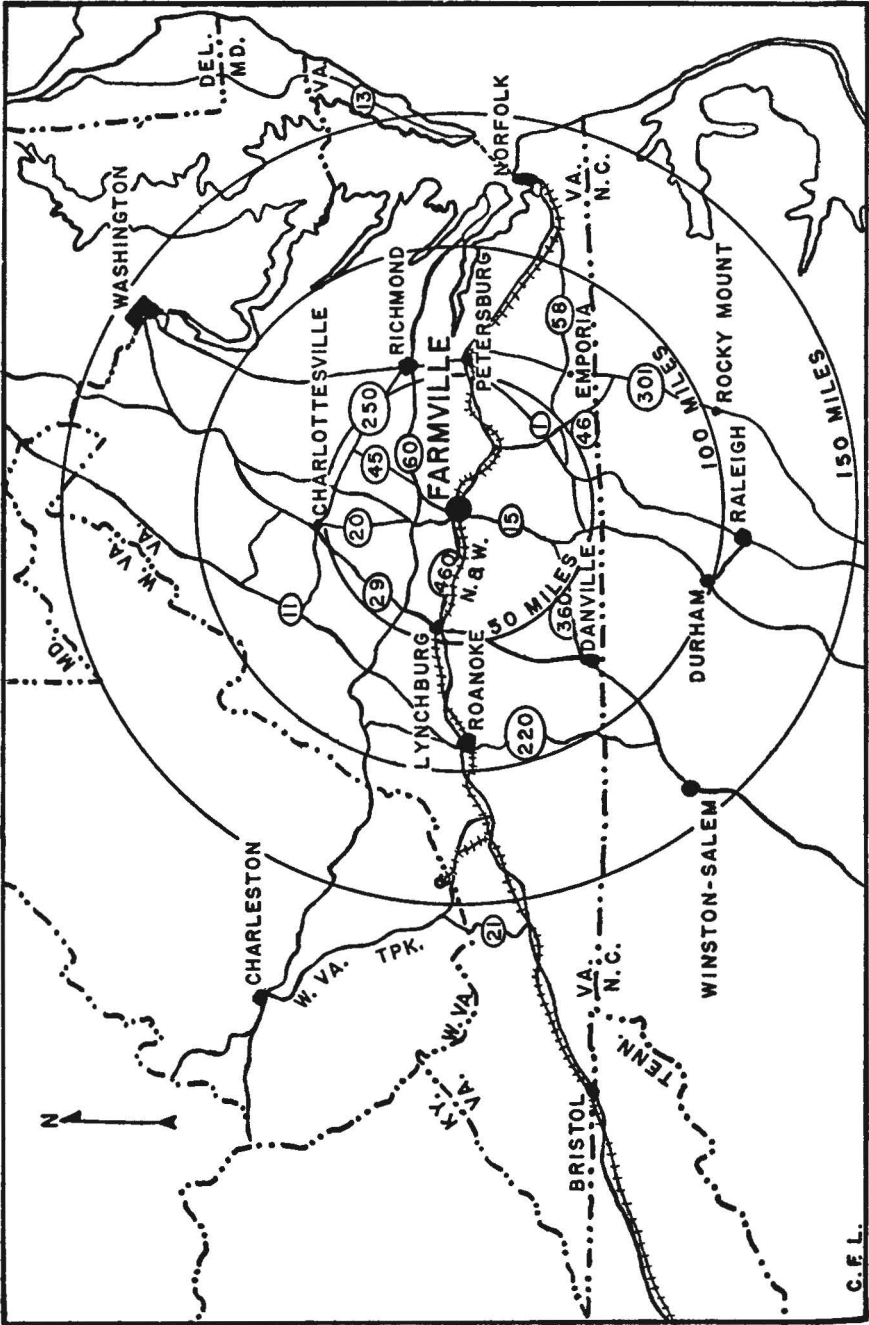 DEL.
MD.
VA.
13
WASHINGTON
NORFOLK
VA.
N. C.
RICHMOND
PETERSBURG
58
EMPORIA
CHARLOTTESVILLE
250
45
60
FARMVILLE
1
46
301
ROCKY MOUNT
100 MILES
150 MILES
RALEIGH
MD.
W VA
VA.
11
29
20
460
N. & W.
15
50 MILES
360
DANVILLE
DURHAM
LYNCHBURG
ROANOKE
220
CHARLESTON
W. VA. TPK.
21
WINSTON-SALEM
VA.
N. C.
W. VA.
KY.
VA.
TENN.
BRISTOL
N
C. F. L.